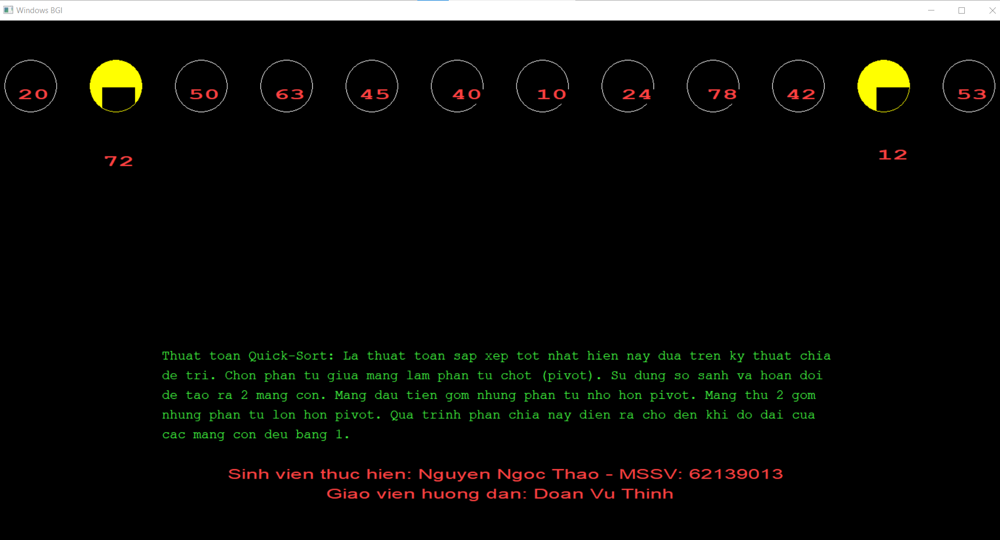 Windows BGI
20 50 63 45 40 10 24 78 42 53
72 12
Thuat toan Quick-Sort: La thuat toan sap xep tot nhat hien nay dua tren ky thuat chia
de tri. Chon phan tu giua mang lam phan tu chot (pivot). Su dung so sanh va hoan doi
de tao ra 2 mang con. Mang dau tien gom nhung phan tu nho hon pivot. Mang thu 2 gom
nhung phan tu lon hon pivot. Qua trinh phan chia nay dien ra cho den khi do dai cua
cac mang con deu bang 1.
Sinh vien thuc hien: Nguyen Ngoc Thao - MSSV: 62139013
Giao vien huong dan: Doan Vu Thinh